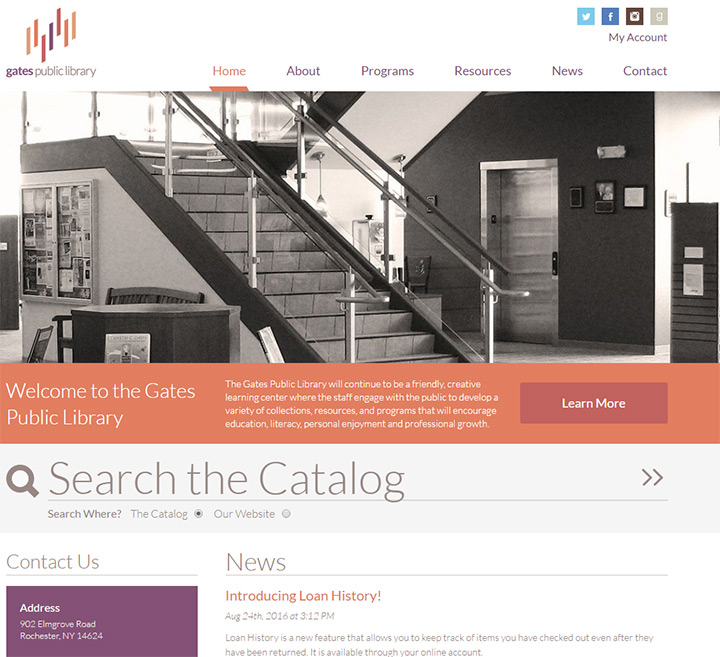 gates public library
My Account
Home About Programs Resources News Contact
Welcome to the Gates
Public Library
The Gates Public Library will continue to be a friendly, creative
learning center where the staff engage with the public to develop a
variety of collections, resources, and programs that will encourage
education, literacy, personal enjoyment and professional growth.
Learn More
Search the Catalog
Search Where? The Catalog Our Website
Contact Us
Address
902 Elmgrove Road
Rochester, NY 14624
News
Introducing Loan History!
Aug 24th, 2016 at 3:12 PM
Loan History is a new feature that allows you to keep track of items you have checked out even after they
have been returned. It is available through your online account.